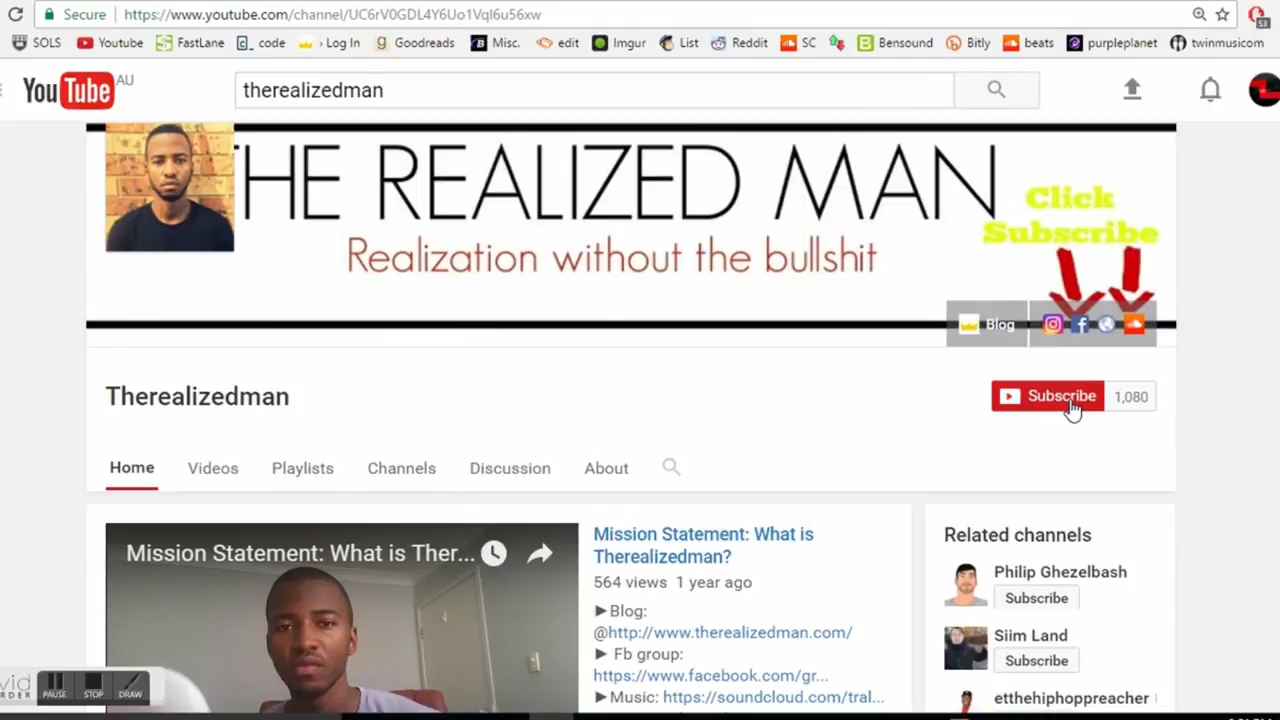 Secure https://www.youtube.com/channel/UC6rV0GDL4Y6Uo1Vql6u56xw
53
SOLS Youtube FastLane code › Log In Goodreads Misc. edit Imgur List Reddit SC Bensound Bitly beats purpleplanet twinmusicom
YouTube AU
therealizedman
THE REALIZED MAN
Realization without the bullshit
Click
Subscribe
Blog
Therealizedman
Subscribe 1,080
Home Videos Playlists Channels Discussion About
Mission Statement: What is Ther...
Mission Statement: What is
Therealizedman?
564 views 1 year ago
►Blog:
@http://www.therealizedman.com/
► Fb group:
https://www.facebook.com/gr...
►Music: https://soundcloud.com/tral...
Related channels
Philip Ghezelbash
Subscribe
Siim Land
Subscribe
etthehiphoppreacher
PAUSE STOP DRAW